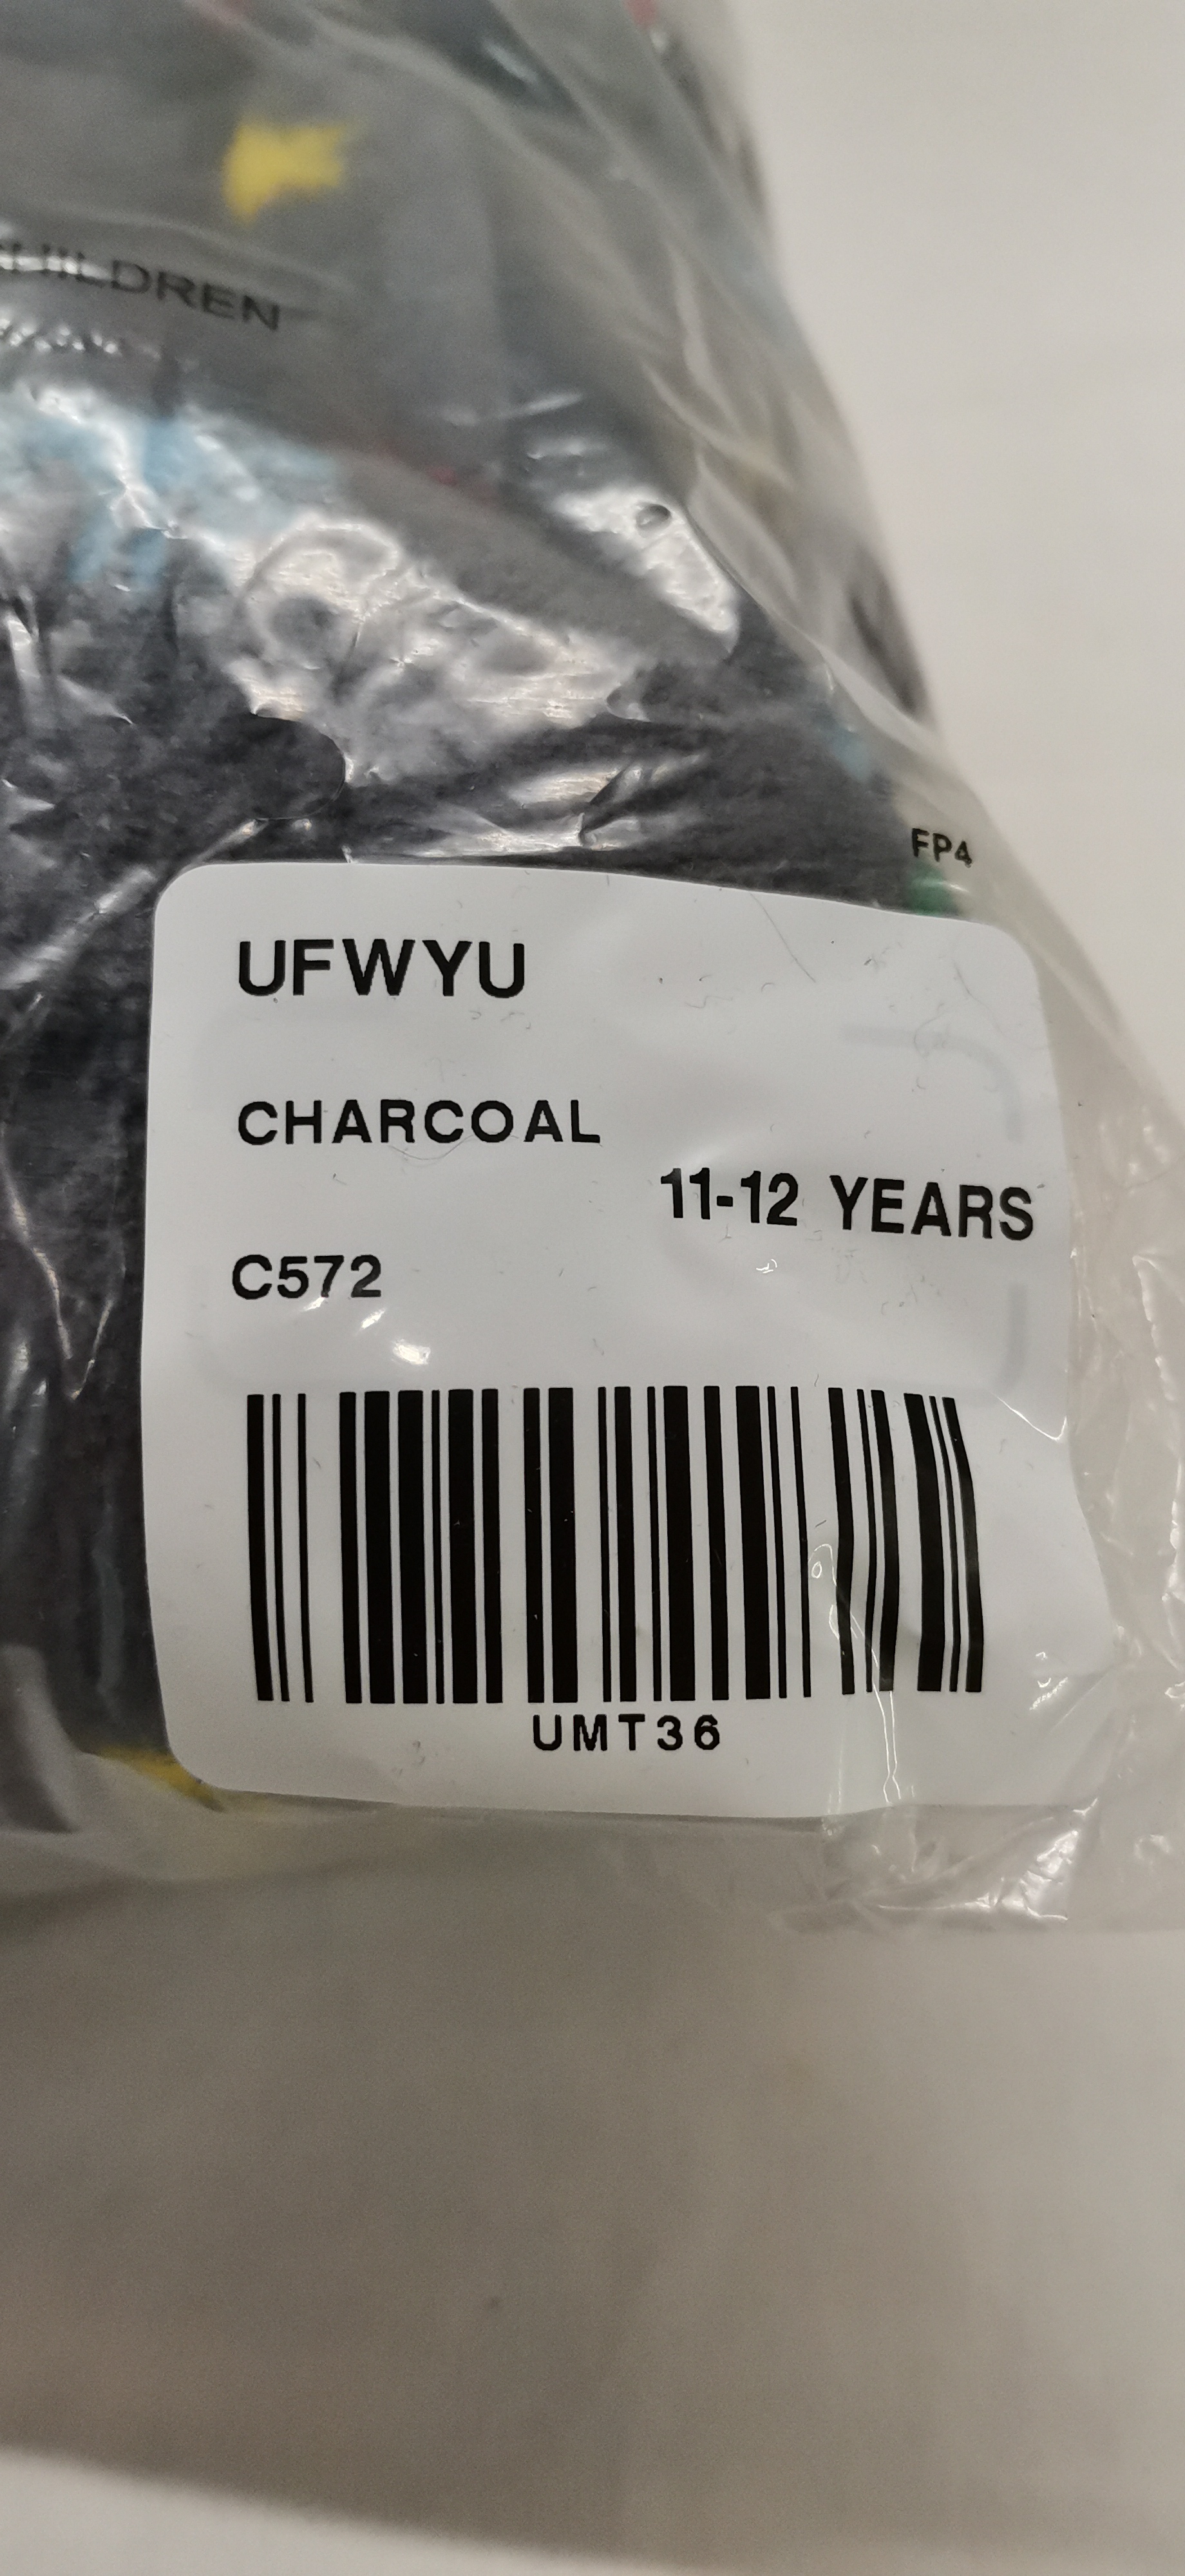 CHILDREN
FP4
UFWYU
CHARCOAL
11-12 YEARS
C572
UMT36